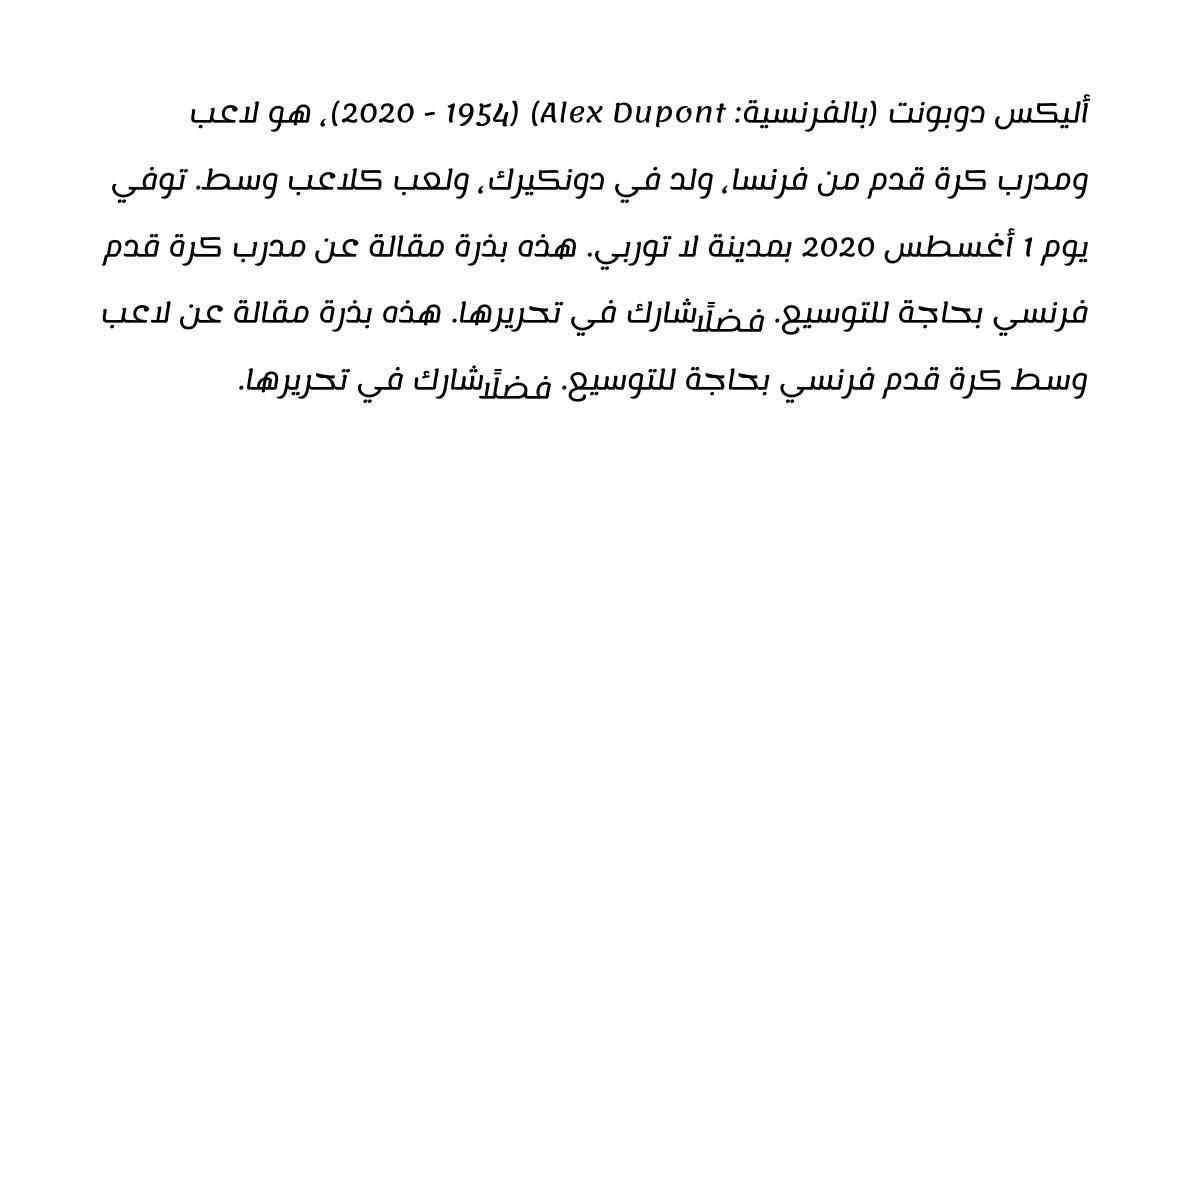 أليكس دوبونت (بالفرنسية: Alex Dupont) (1954 - 2020)، هو لاعب
ومدرب كرة قدم من فرنسا، ولد في دونكيرك، ولعب كلاعب وسط. توفي
يوم 1 أغسطس 2020 بمدينة لا توربي. هذه بذرة مقالة عن مدرب كرة قدم
فرنسي بحاجة للتوسيع. فضلًا شارك في تحريرها. هذه بذرة مقالة عن لاعب
وسط كرة قدم فرنسي بحاجة للتوسيع. فضلًا شارك في تحريرها.